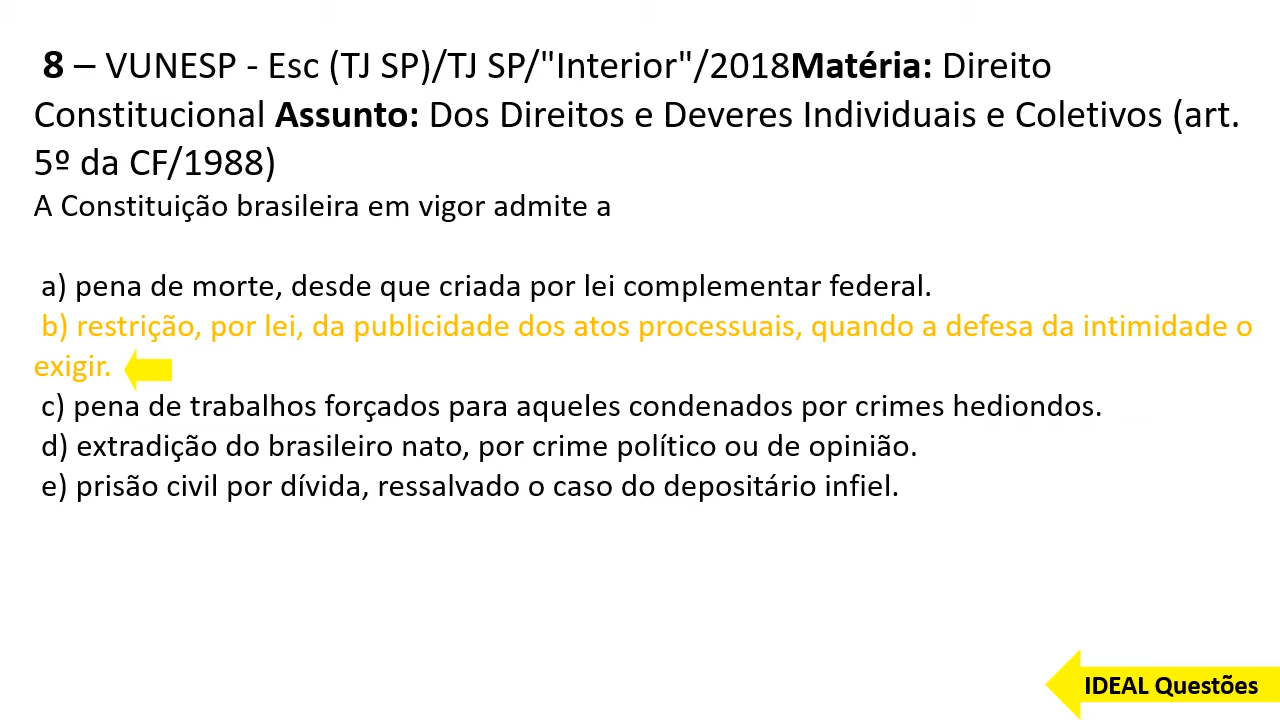 8 – VUNESP - Esc (TJ SP)/TJ SP/"Interior"/2018Matéria: Direito
Constitucional Assunto: Dos Direitos e Deveres Individuais e Coletivos (art.
5º da CF/1988)
A Constituição brasileira em vigor admite a
a) pena de morte, desde que criada por lei complementar federal.
b) restrição, por lei, da publicidade dos atos processuais, quando a defesa da intimidade o
exigir.
c) pena de trabalhos forçados para aqueles condenados por crimes hediondos.
d) extradição do brasileiro nato, por crime político ou de opinião.
e) prisão civil por dívida, ressalvado o caso do depositário infiel.
IDEAL Questões